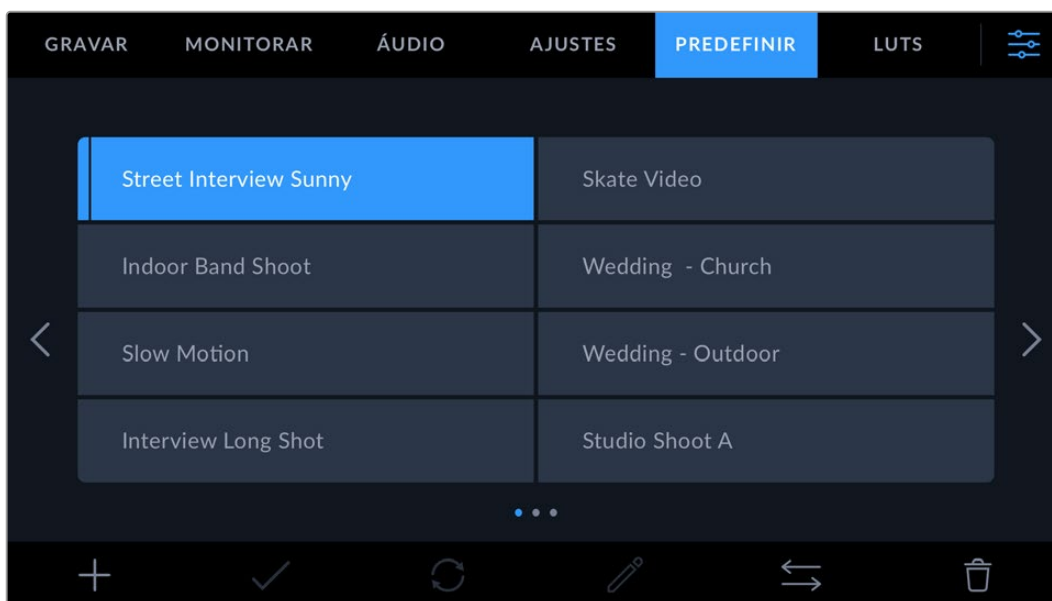 GRAVAR MONITORAR ÁUDIO AJUSTES PREDEFINIR LUTS
Street Interview Sunny Skate Video
Indoor Band Shoot Wedding - Church
Slow Motion Wedding - Outdoor
Interview Long Shot Studio Shoot A